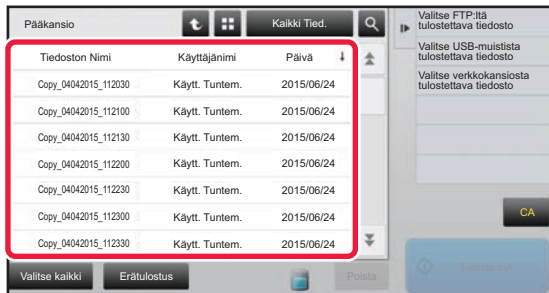 Pääkansio
Kaikki Tied.
Tiedoston Nimi Käyttäjänimi Päivä
Copy_04042015_112030 Käytt. Tuntem. 2015/06/24
Copy_04042015_112100 Käytt. Tuntem. 2015/06/24
Copy_04042015_112130 Käytt. Tuntem. 2015/06/24
Copy_04042015_112200 Käytt. Tuntem. 2015/06/24
Copy_04042015_112230 Käytt. Tuntem. 2015/06/24
Copy_04042015_112300 Käytt. Tuntem. 2015/06/24
Copy_04042015_112330 Käytt. Tuntem. 2015/06/24
Valitse kaikki
Erätulostus
Poista
Valitse FTP:ltä
tulostettava tiedosto
Valitse USB-muistista
tulostettava tiedosto
Valitse verkkokansiosta
tulostettava tiedosto
CA
Tulosta nyt